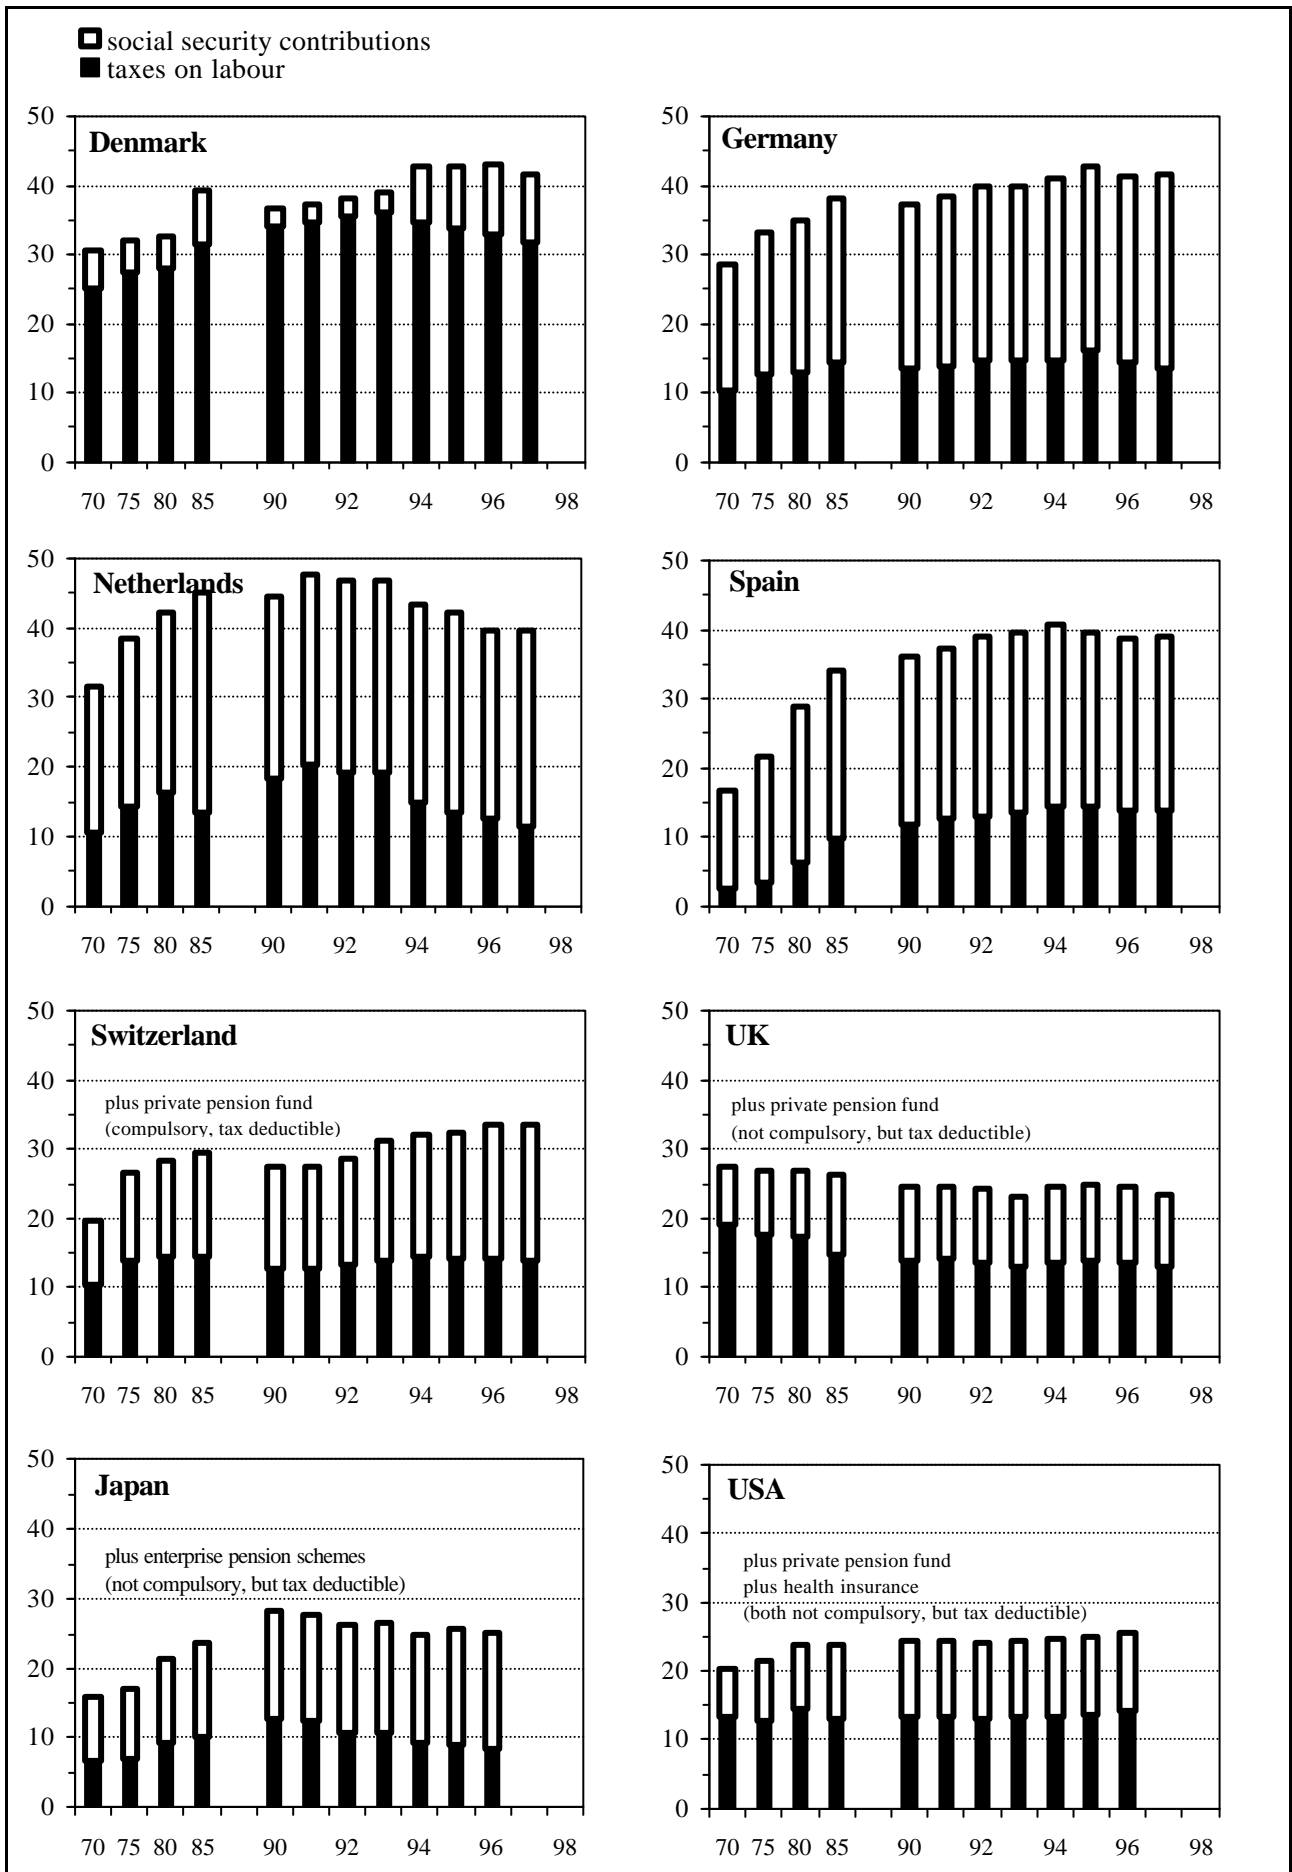 social security contributions
taxes on labour
50
40
30
20
10
0
Denmark
70 75 80 85 90 92 94 96 98
50
40
30
20
10
0
Germany
70 75 80 85 90 92 94 96 98
50
40
30
20
10
0
Netherlands
70 75 80 85 90 92 94 96 98
50
40
30
20
10
0
Spain
70 75 80 85 90 92 94 96 98
50
40
30
20
10
0
Switzerland
plus private pension fund
(compulsory, tax deductible)
70 75 80 85 90 92 94 96 98
50
40
30
20
10
0
UK
plus private pension fund
(not compulsory, but tax deductible)
70 75 80 85 90 92 94 96 98
50
40
30
20
10
0
Japan
plus enterprise pension schemes
(not compulsory, but tax deductible)
70 75 80 85 90 92 94 96 98
50
40
30
20
10
0
USA
plus private pension fund
plus health insurance
(both not compulsory, but tax deductible)
70 75 80 85 90 92 94 96 98